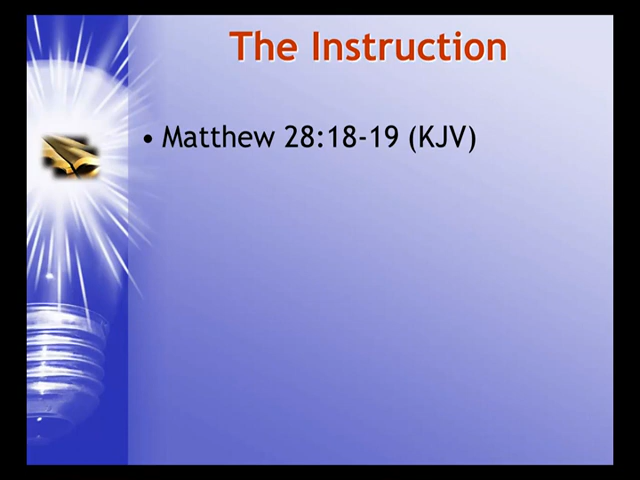 The Instruction
• Matthew 28:18-19 (KJV)